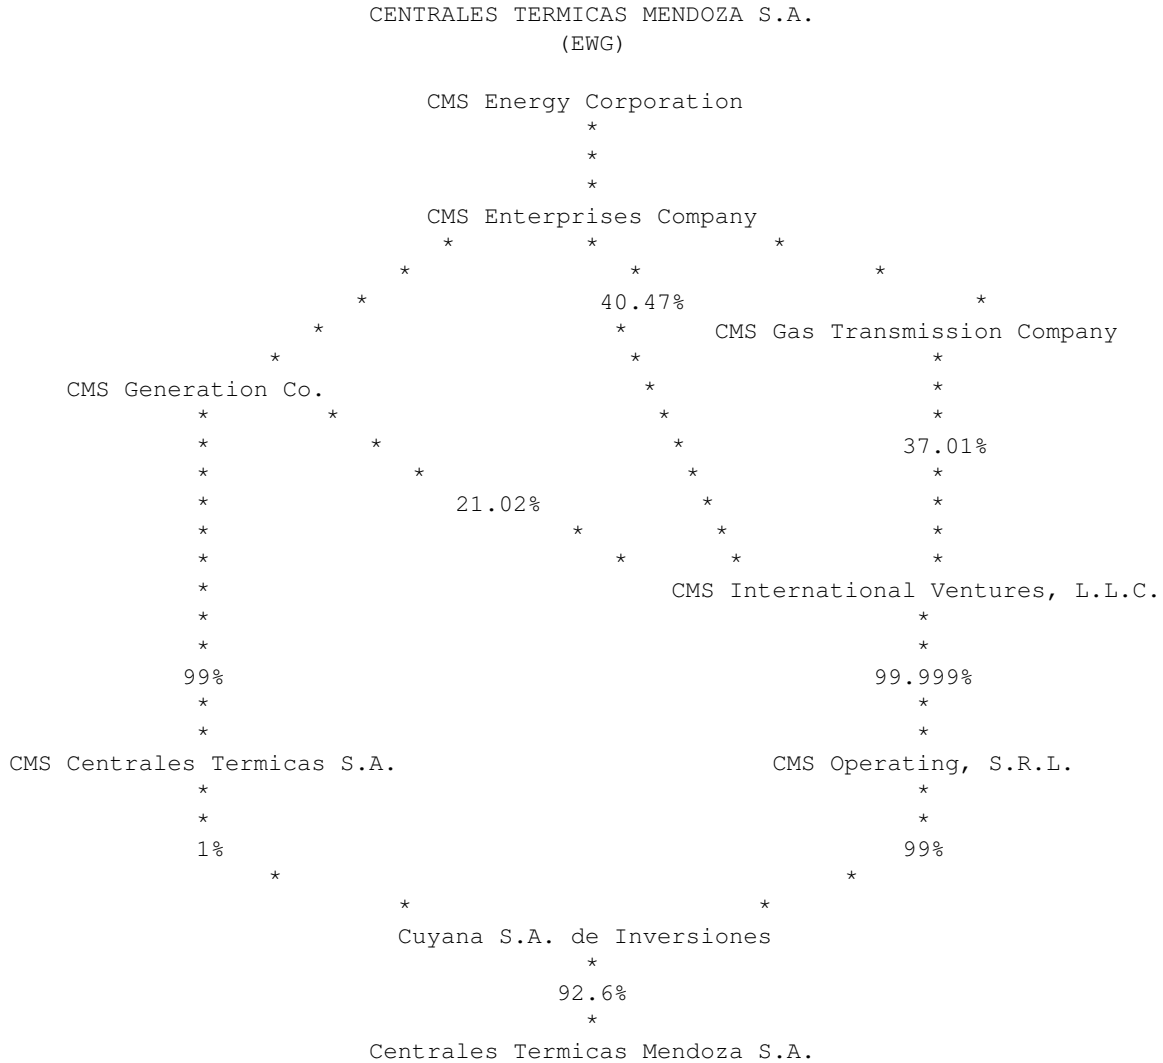 CENTRALES TERMICAS MENDOZA S.A.
(EWG)
CMS Energy Corporation
*
*
*
CMS Enterprises Company
* * *
* * *
* 40.47% *
* * CMS Gas Transmission Company
* * *
CMS Generation Co. * *
* * * *
* * * 37.01%
* * * *
* 21.02% * *
* * * *
* * * *
* CMS International Ventures, L.L.C.
* *
* *
99% 99.999%
* *
* *
CMS Centrales Termicas S.A. CMS Operating, S.R.L.
* *
* *
1% 99%
* *
* *
Cuyana S.A. de Inversiones
*
92.6%
*
Centrales Termicas Mendoza S.A.